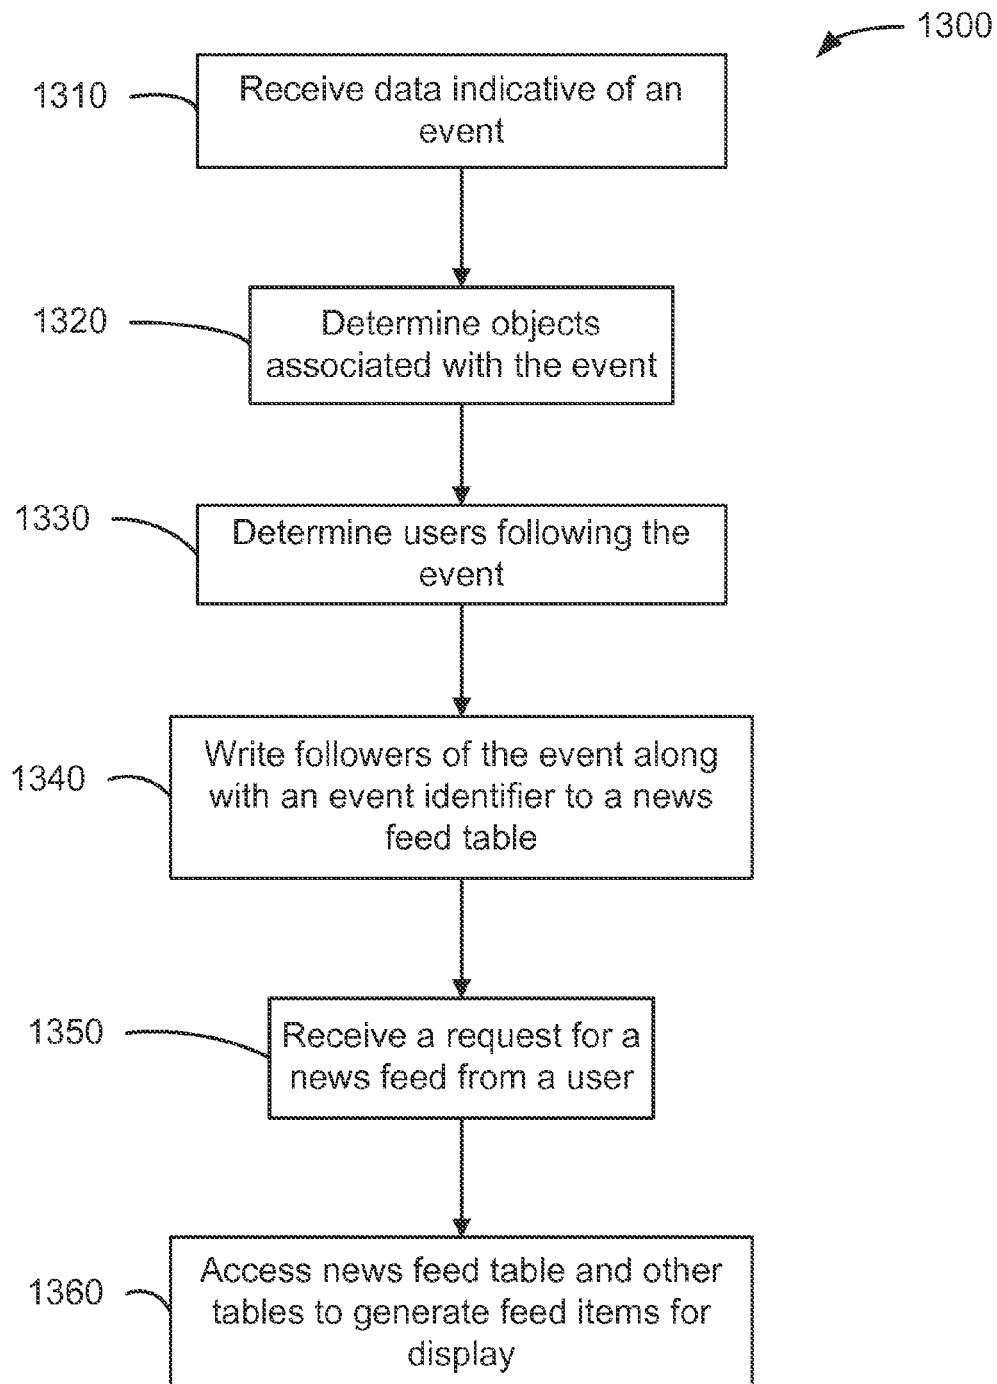 1300
1310
Receive data indicative of an
event
1320
Determine objects
associated with the event
1330
Determine users following the
event
1340
Write followers of the event along
with an event identifier to a news
feed table
1350
Receive a request for a
news feed from a user
1360
Access news feed table and other
tables to generate feed items for
display